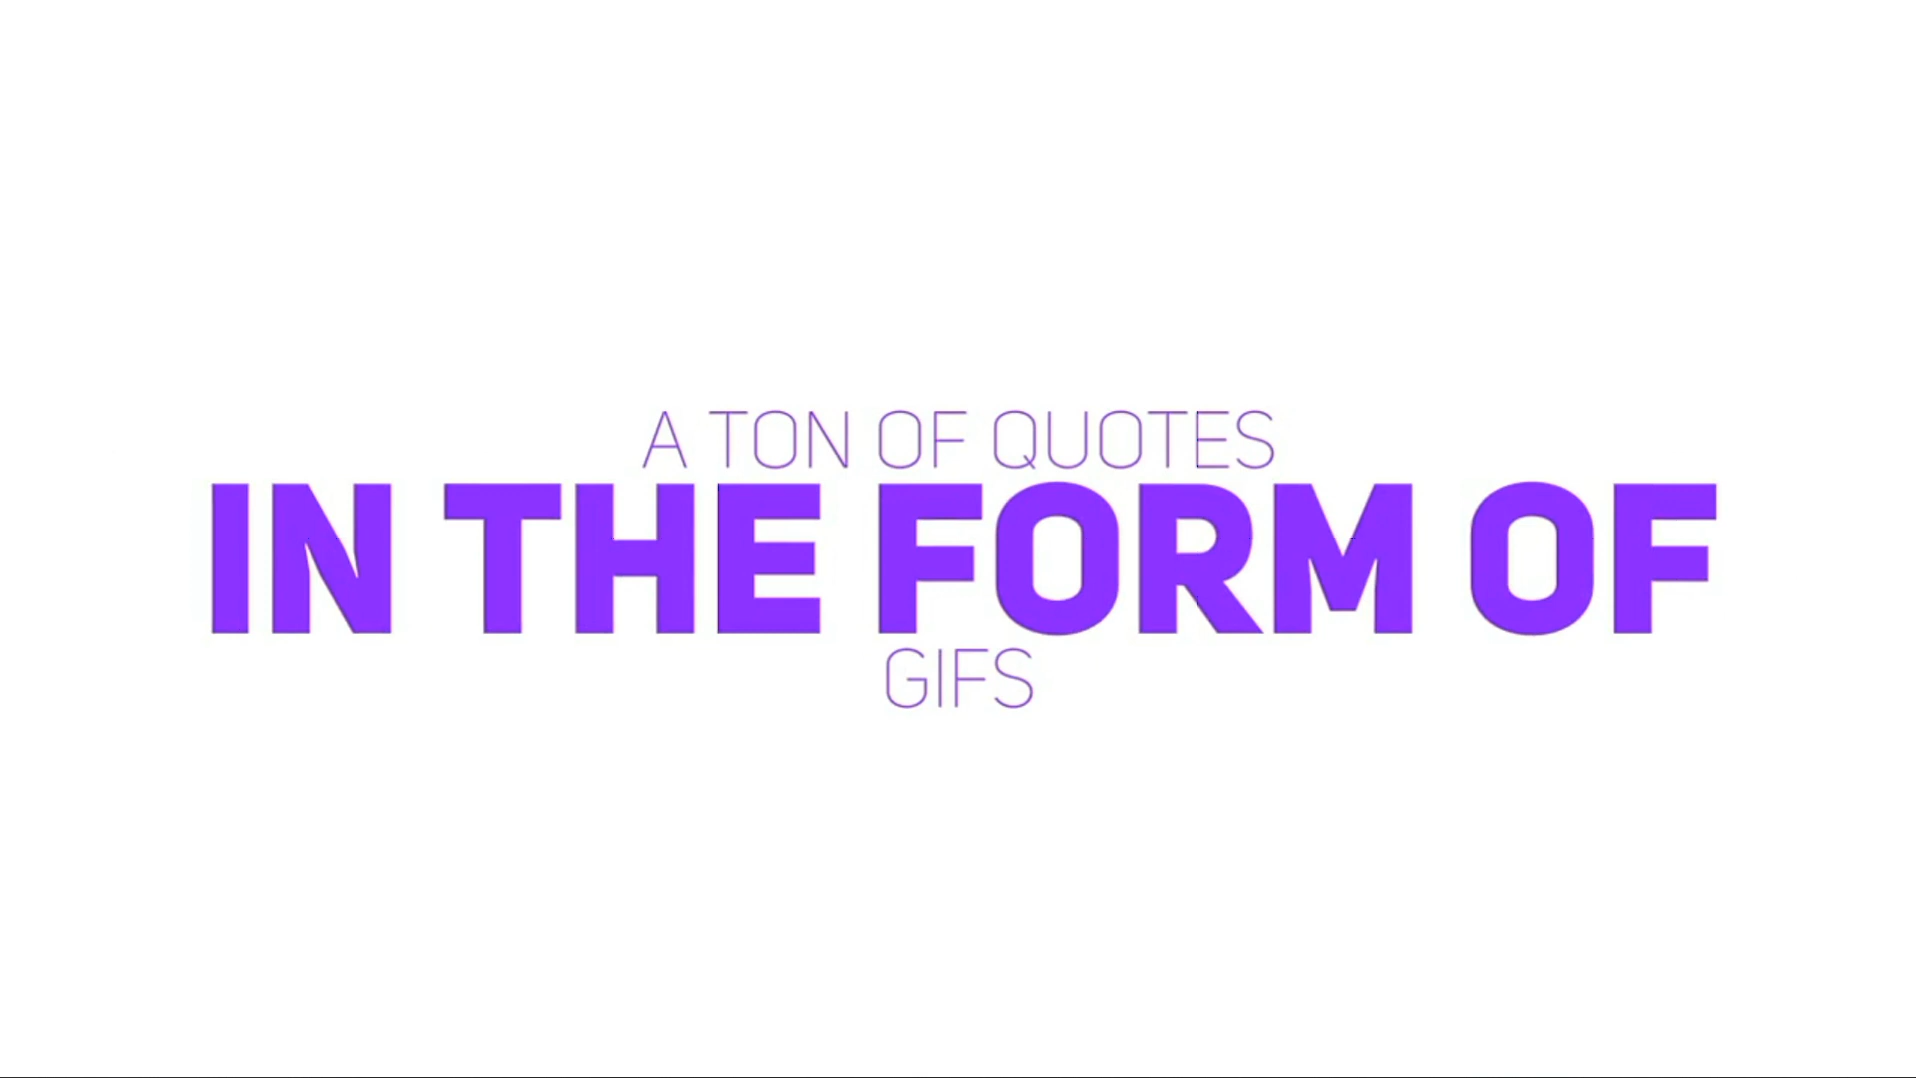 A TON OF QUOTES
IN THE FORM OF
GIFS